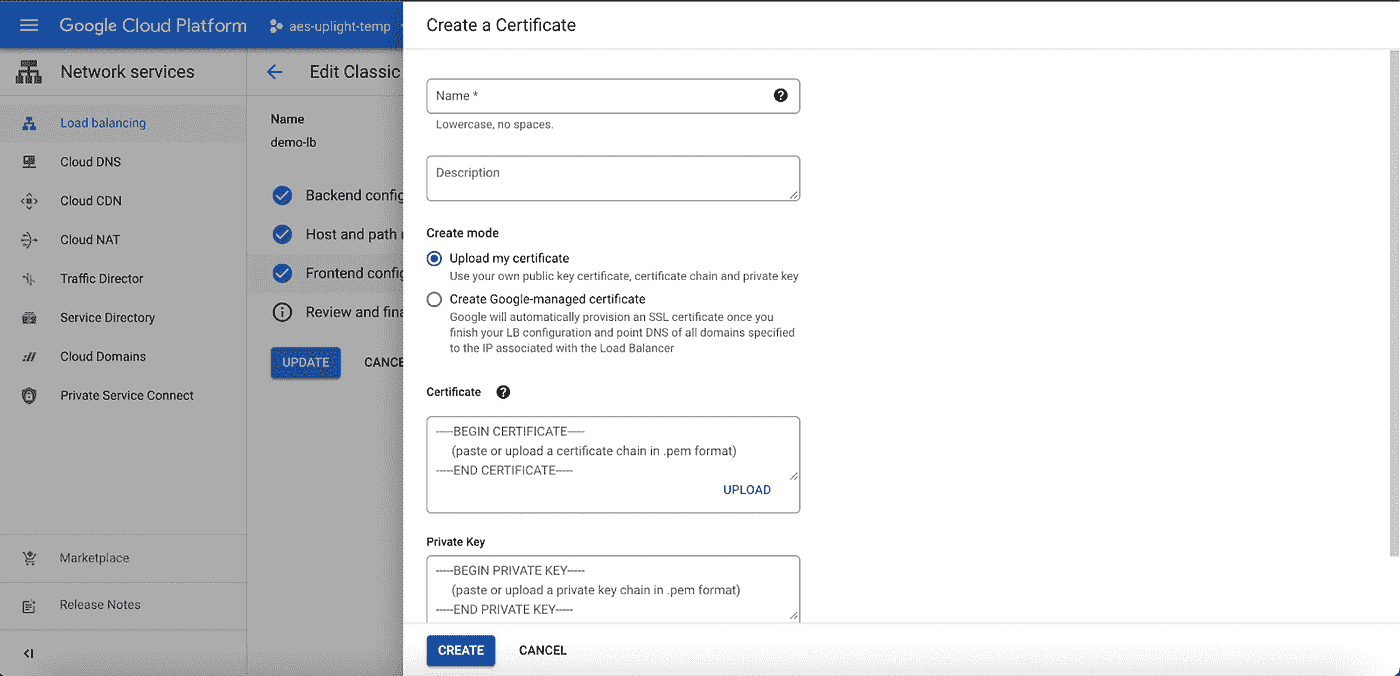 Google Cloud Platform
aes-uplight-temp
Network services
Load balancing
Cloud DNS
Cloud CDN
Cloud NAT
Traffic Director
Service Directory
Cloud Domains
Private Service Connect
Marketplace
Release Notes
Edit Classic
Name
demo-lb
Backend config
Host and path
Frontend config
Review and fina
UPDATE
CANCE
Create a Certificate
Name *
Lowercase, no spaces.
Description
Create mode
Upload my certificate
Use your own public key certificate, certificate chain and private key
Create Google-managed certificate
Google will automatically provision an SSL certificate once you
finish your LB configuration and point DNS of all domains specified
to the IP associated with the Load Balancer
Certificate
-----BEGIN CERTIFICATE-----
(paste or upload a certificate chain in .pem format)
-----END CERTIFICATE-----
UPLOAD
Private Key
-----BEGIN PRIVATE KEY-----
(paste or upload a private key chain in .pem format)
-----END PRIVATE KEY-----
CREATE
CANCEL